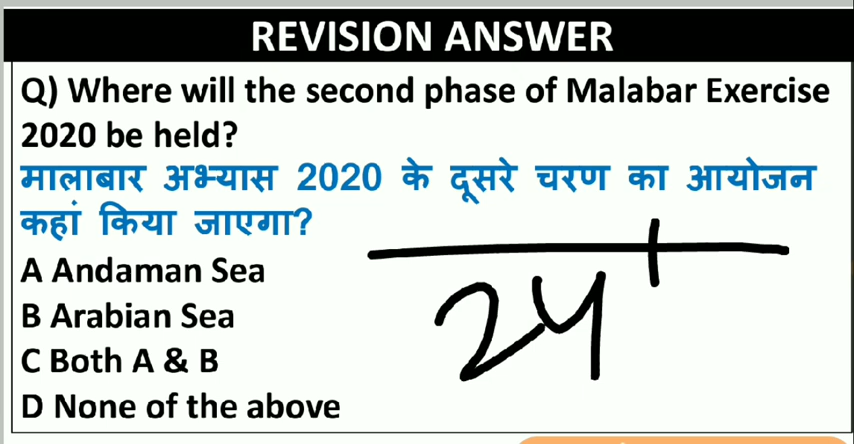 REVISION ANSWER
Q) Where will the second phase of Malabar Exercise
2020 be held?
मालाबार अभ्यास 2020 के दूसरे चरण का आयोजन
कहां किया जाएगा?
A Andaman Sea
B Arabian Sea
C Both A & B
D None of the above
24